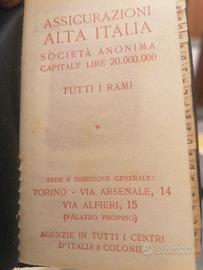 ASSICURAZIONI
ALTA ITALIA
SOCIETÀ ANONIMA
CAPITALE LIRE 20.000.000
TUTTI I RAMI
SEDE E DIREZIONE GENERALE:
TORINO - VIA ARSENALE, 14
VIA ALFIERI, 15
(PALAZZO PROPRIO)
AGENZIE IN TUTTI I CENTRI
D'ITALIA E COLONIE
subito